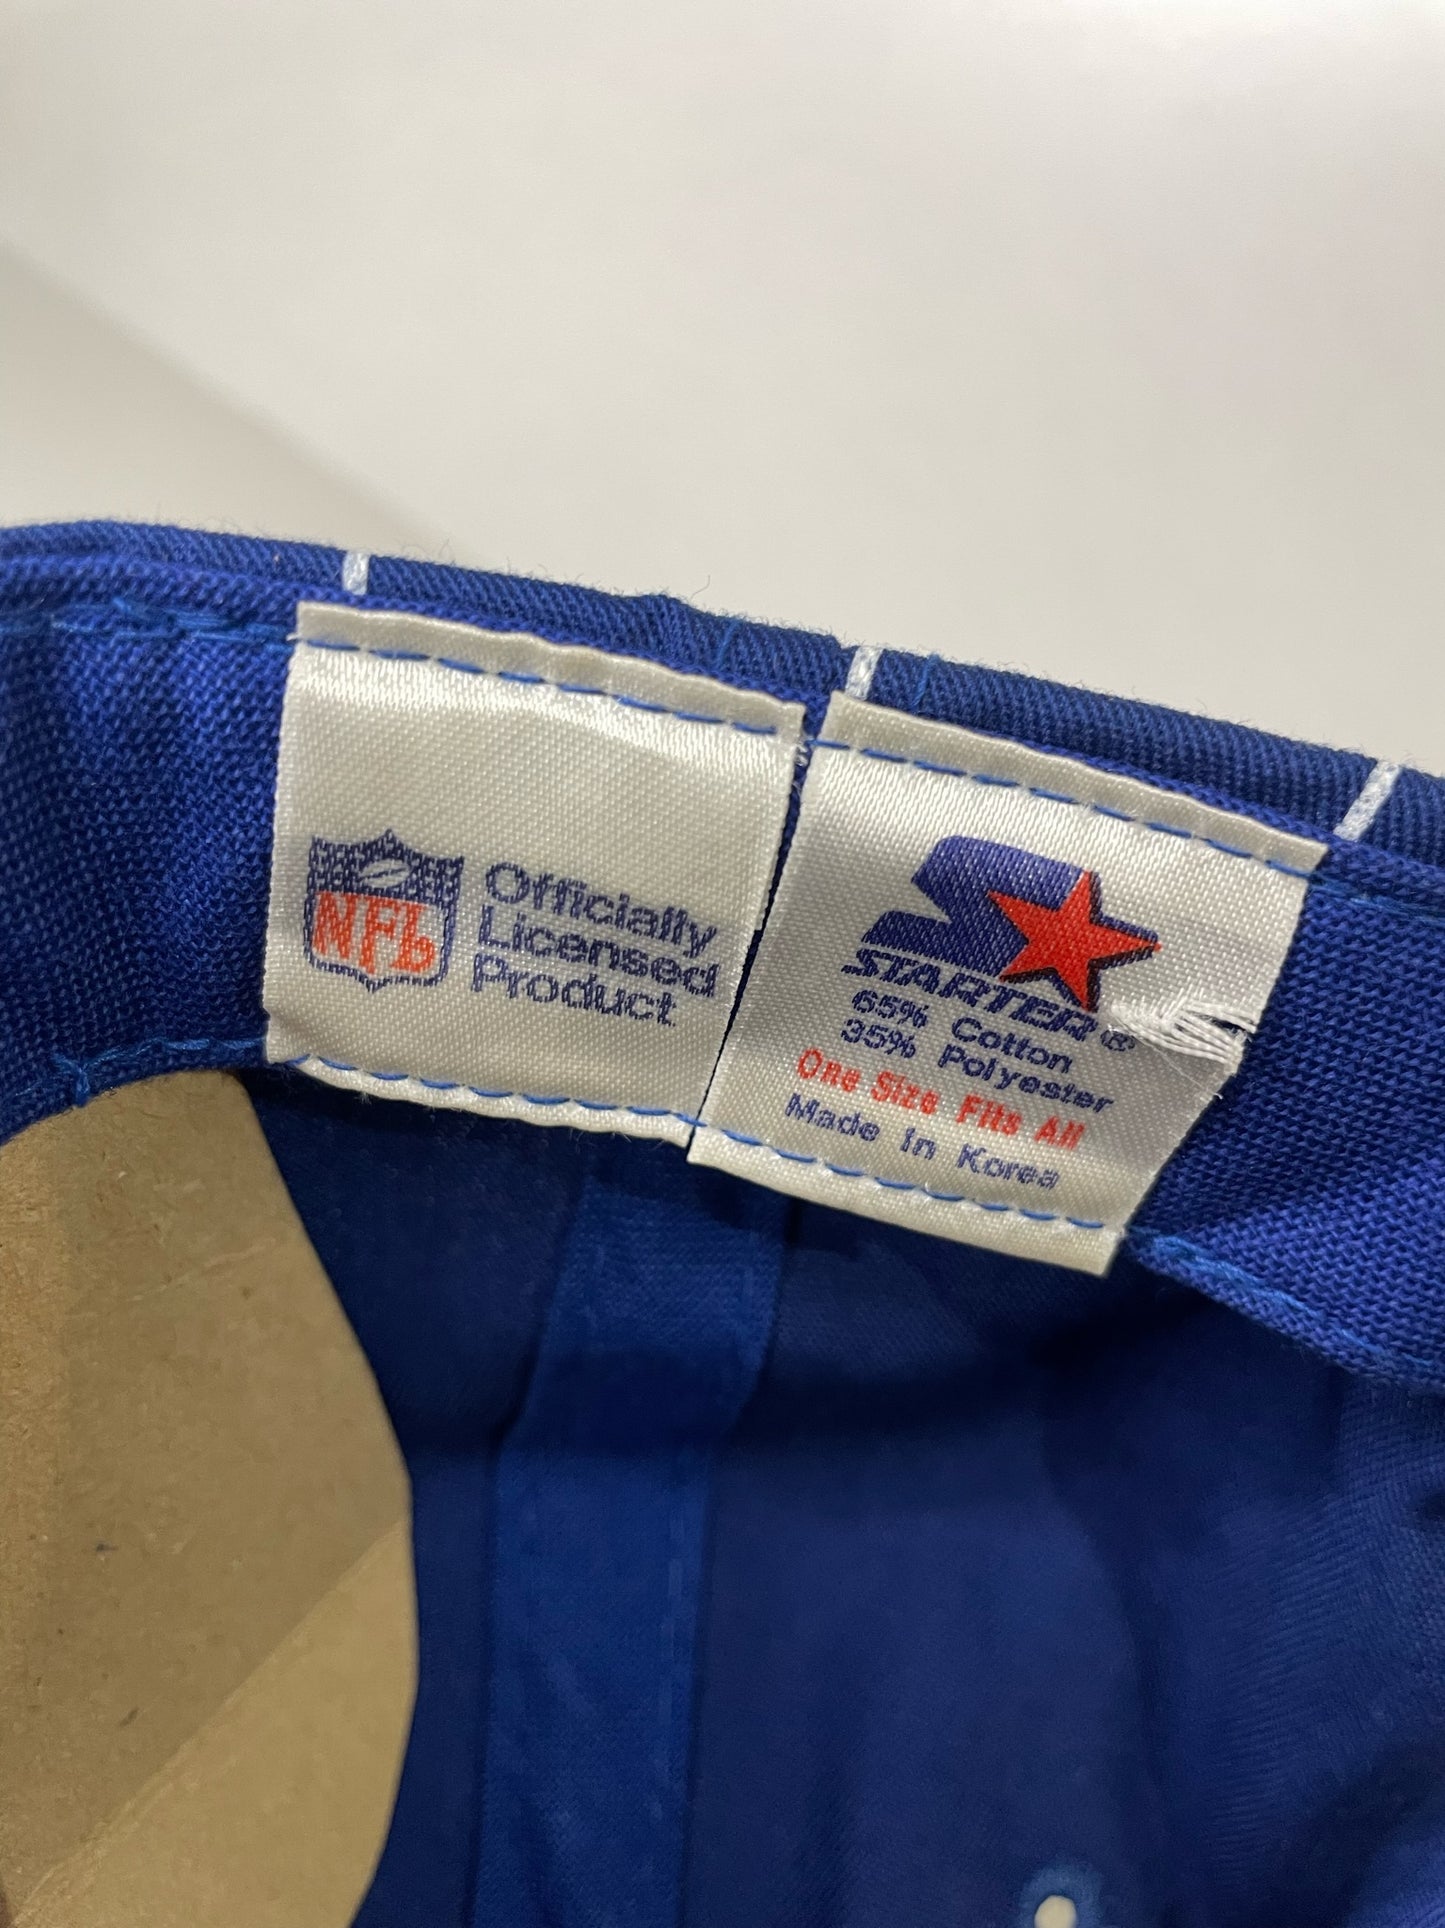 NFL
Officially
Licensed
Product
STARTER®
65% Cotton
35% Polyester
One Size Fits All
Made In Korea